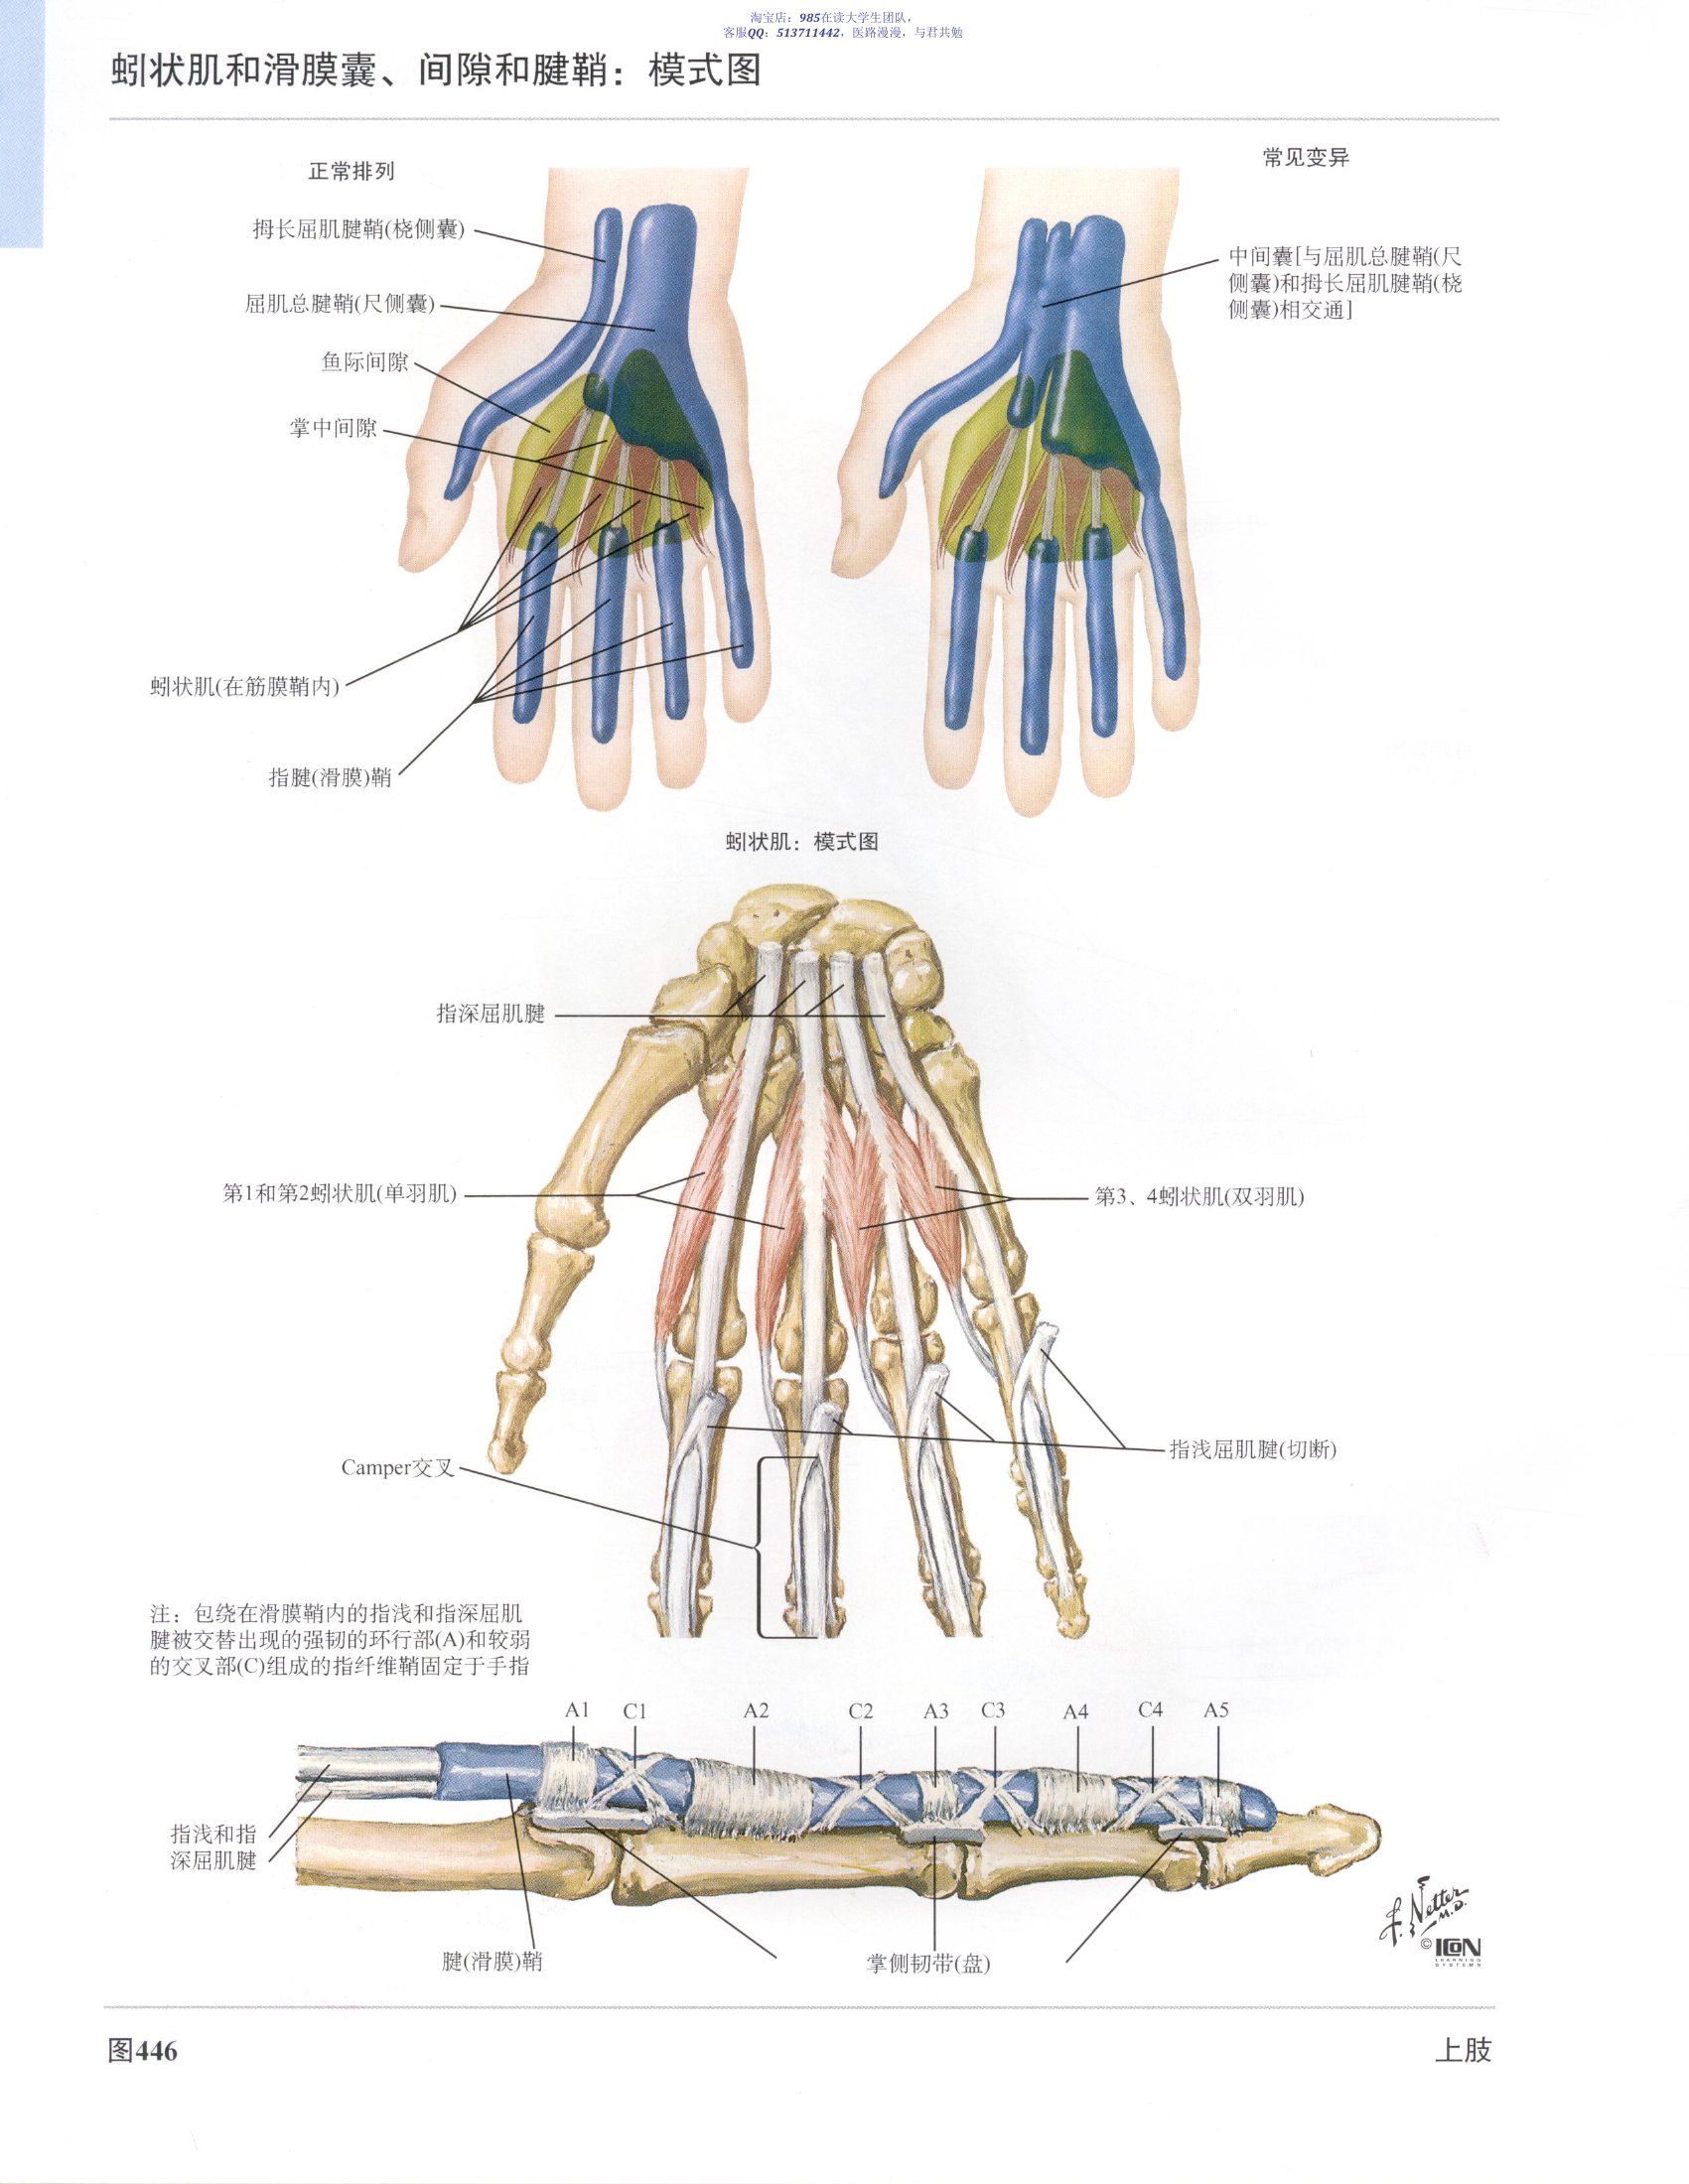 淘宝店：985在读大学生团队，
客服QQ：513711442，医路漫漫，与君共勉
蚓状肌和滑膜囊、间隙和腱鞘：模式图
正常排列
常见变异
拇长屈肌腱鞘(桡侧囊)
屈肌总腱鞘(尺侧囊)
鱼际间隙
掌中间隙
中间囊[与屈肌总腱鞘(尺
侧囊)和拇长屈肌腱鞘(桡
侧囊)相交通]
蚓状肌(在筋膜鞘内)
指腱(滑膜)鞘
蚓状肌：模式图
指深屈肌腱
第1和第2蚓状肌(单羽肌)
第3、4蚓状肌(双羽肌)
指浅屈肌腱(切断)
Camper交叉
注：包绕在滑膜鞘内的指浅和指深屈肌
腱被交替出现的强韧的环行部(A)和较弱
的交叉部(C)组成的指纤维鞘固定于手指
A1 C1 A2 C2 A3 C3 A4 C4 A5
指浅和指
深屈肌腱
腱(滑膜)鞘
掌侧韧带(盘)
F. Netter
M.D.
© ICON
LEARNING
SYSTEMS
图446
上肢